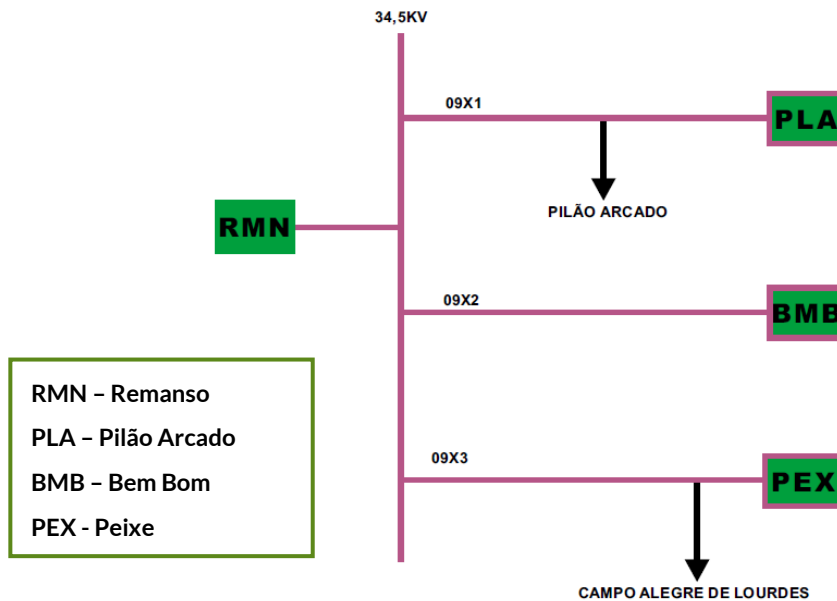 34,5KV
09X1
PLA
PILÃO ARCADO
RMN
09X2
BMB
RMN – Remanso
PLA – Pilão Arcado
BMB – Bem Bom
PEX - Peixe
09X3
PEX
CAMPO ALEGRE DE LOURDES